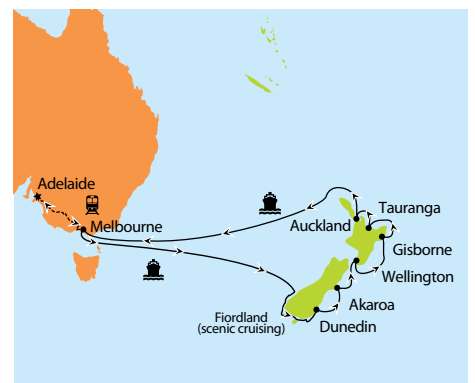 Adelaide
Melbourne
Auckland
Tauranga
Gisborne
Wellington
Akaroa
Dunedin
Fiordland
(scenic cruising)